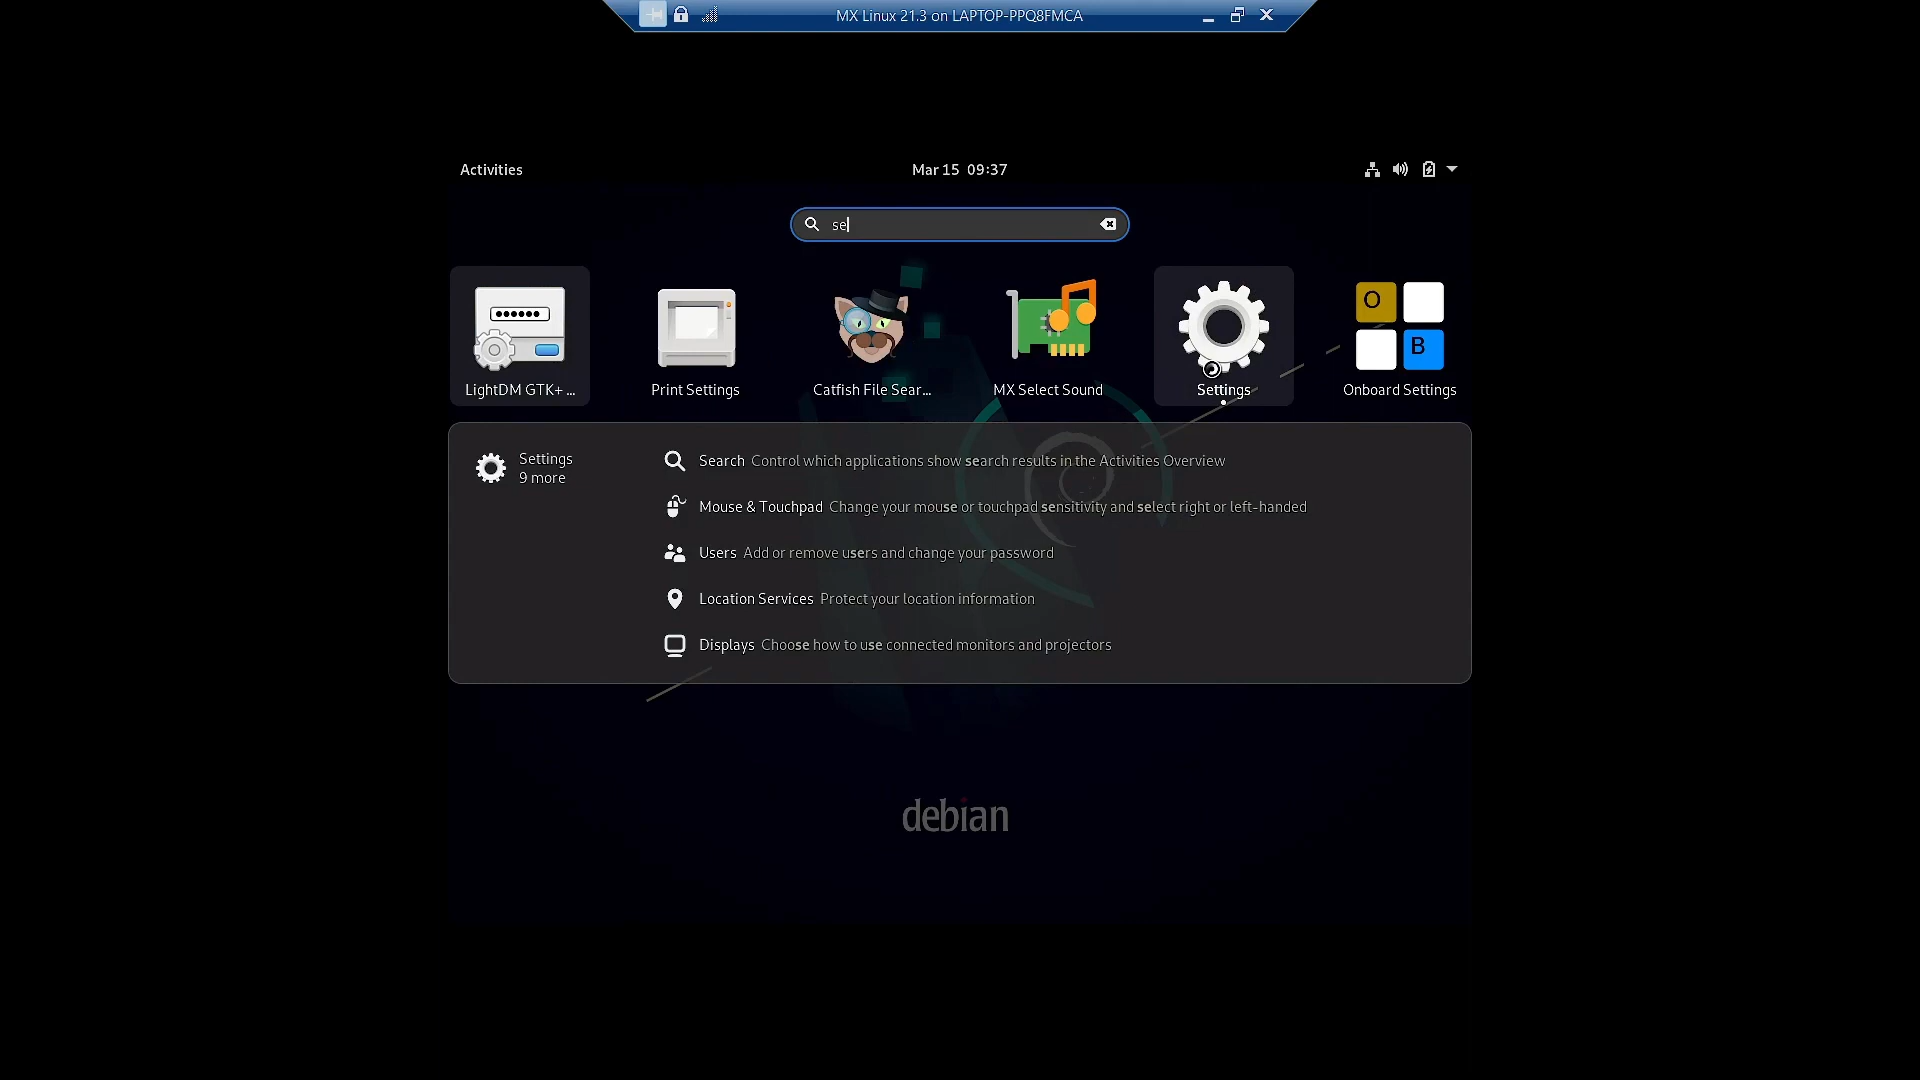 MX Linux 21.3 on LAPTOP-PPQ8FMCA
Activities
Mar 15 09:37
se
LightDM GTK+ ...
Print Settings
Catfish File Sear...
MX Select Sound
Settings
O
B
Onboard Settings
Settings
9 more
Search Control which applications show search results in the Activities Overview
Mouse & Touchpad Change your mouse or touchpad sensitivity and select right or left-handed
Users Add or remove users and change your password
Location Services Protect your location information
Displays Choose how to use connected monitors and projectors
debian